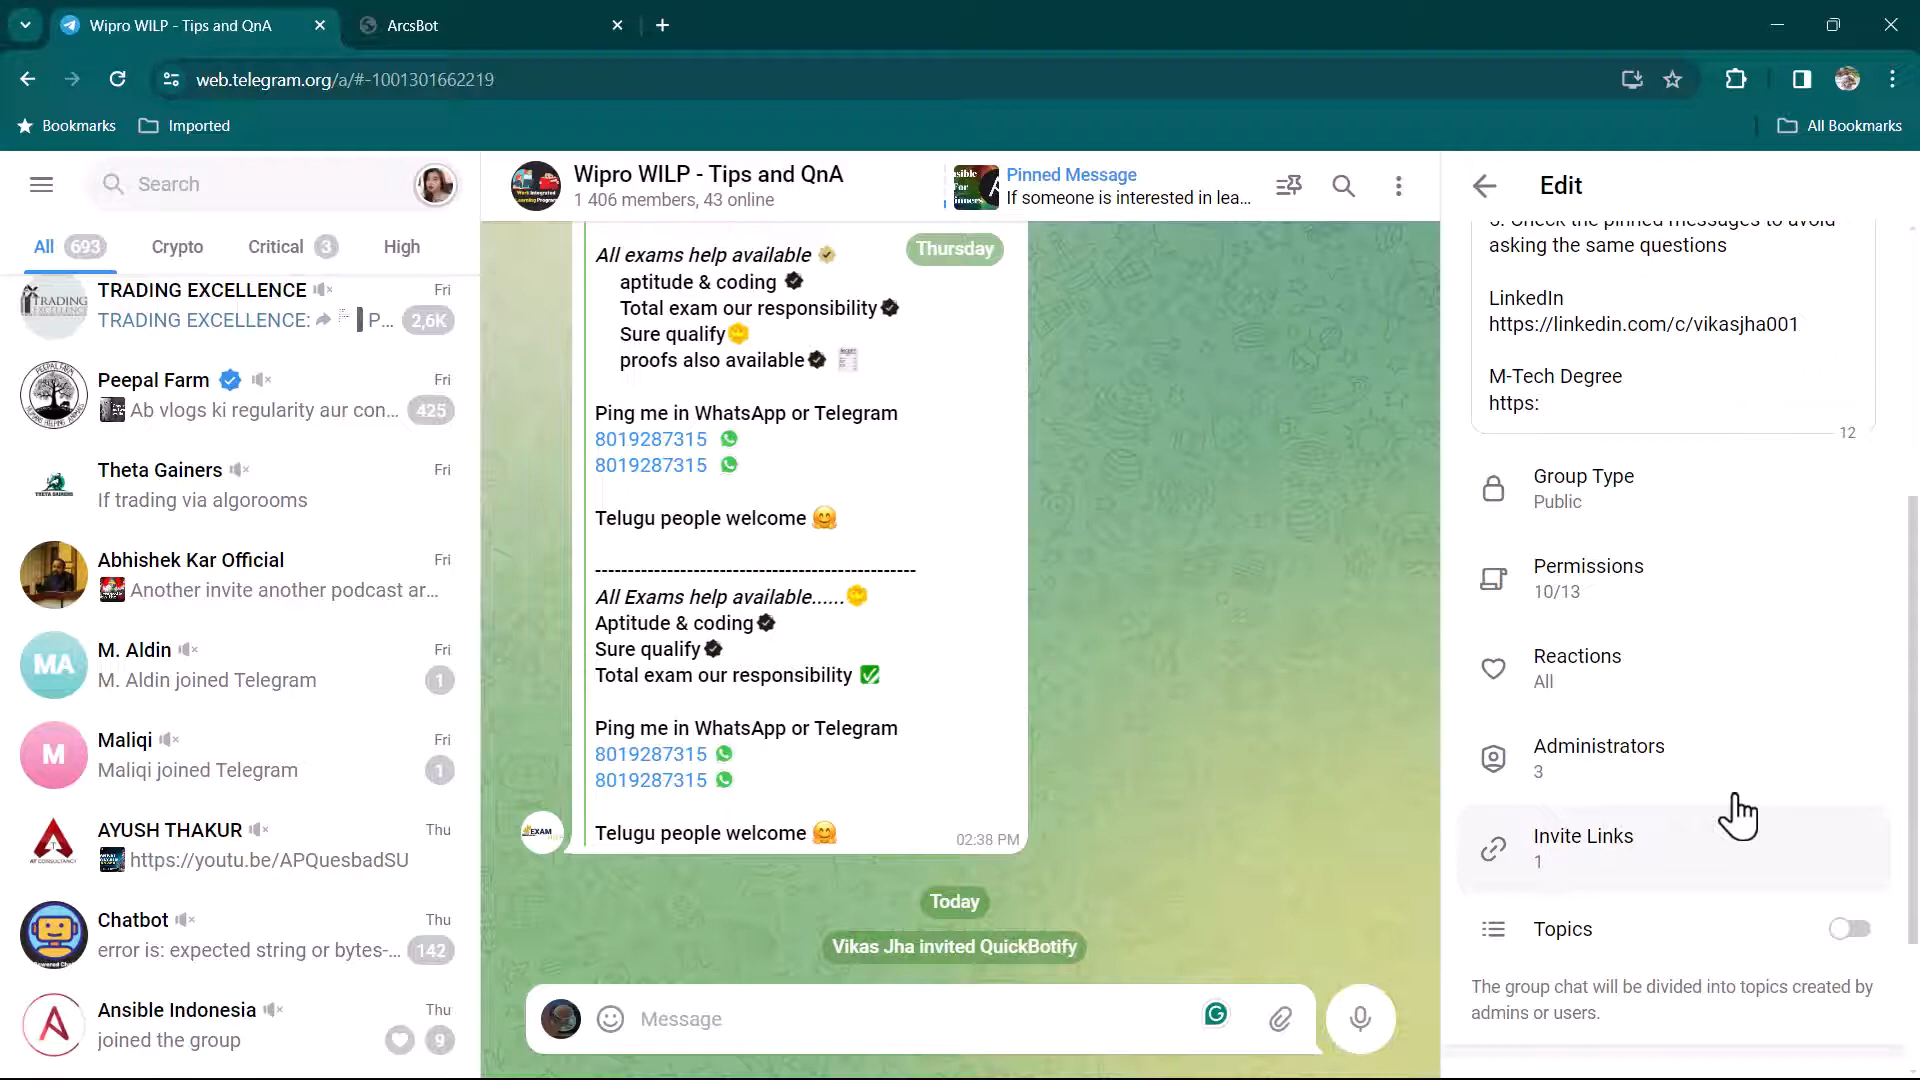 Wipro WILP - Tips and QnA
ArcsBot
web.telegram.org/a/#-1001301662219
Bookmarks
Imported
All Bookmarks
Search
All 693
Crypto
Critical 3
High
TRADING EXCELLENCE
Fri
TRADING EXCELLENCE: P...
2,6K
Peepal Farm
Fri
Ab vlogs ki regularity aur con...
425
Theta Gainers
Fri
If trading via algorooms
Abhishek Kar Official
Fri
Another invite another podcast ar...
MA
M. Aldin
Fri
M. Aldin joined Telegram
1
M
Maliqi
Fri
Maliqi joined Telegram
1
AYUSH THAKUR
Thu
https://youtu.be/APQuesbadSU
Chatbot
Thu
error is: expected string or bytes-...
142
Ansible Indonesia
Thu
joined the group
9
Wipro WILP - Tips and QnA
1 406 members, 43 online
Pinned Message
If someone is interested in lea...
Thursday
All exams help available
aptitude & coding
Total exam our responsibility
Sure qualify
proofs also available
Ping me in WhatsApp or Telegram
8019287315
8019287315
Telugu people welcome 🤗
------------------------------------------------
All Exams help available......
Aptitude & coding
Sure qualify
Total exam our responsibility ✅
Ping me in WhatsApp or Telegram
8019287315
8019287315
Telugu people welcome 🤗
02:38 PM
Today
Vikas Jha invited QuickBotify
Message
Edit
3. Check the pinned messages to avoid
asking the same questions
LinkedIn
https://linkedin.com/c/vikasjha001
M-Tech Degree
https:
12
Group Type
Public
Permissions
10/13
Reactions
All
Administrators
3
Invite Links
1
Topics
The group chat will be divided into topics created by
admins or users.